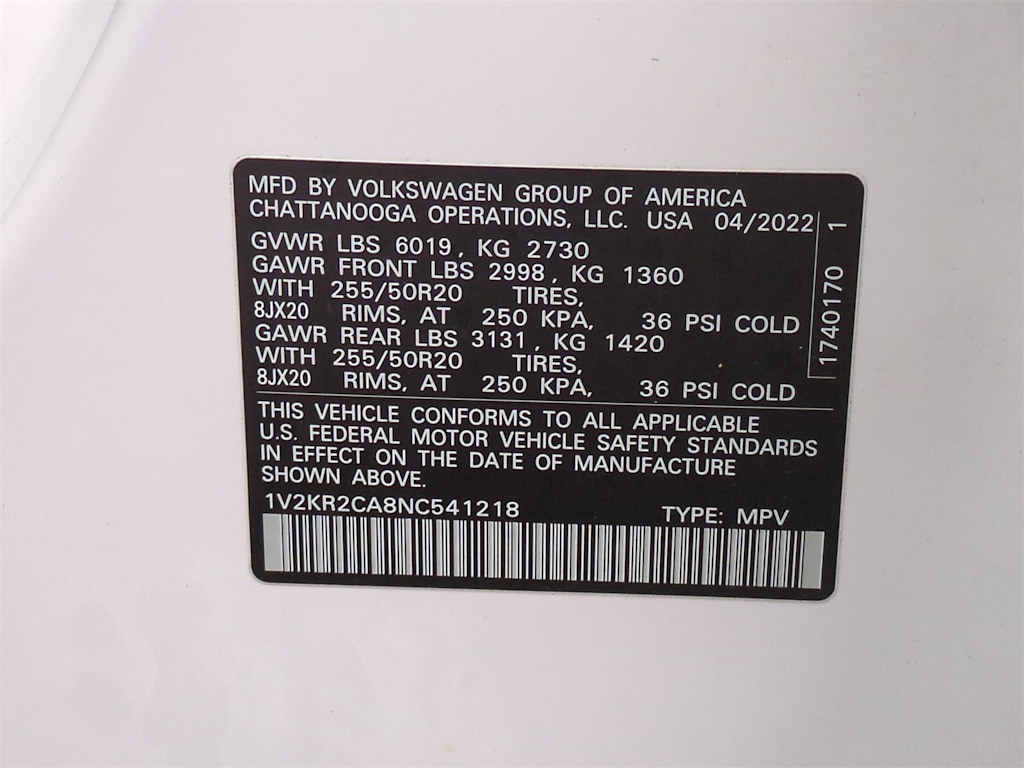 MFD BY VOLKSWAGEN GROUP OF AMERICA
CHATTANOOGA OPERATIONS, LLC. USA 04/2022
GVWR LBS 6019, KG 2730
GAWR FRONT LBS 2998, KG 1360
WITH 255/50R20 TIRES,
8JX20 RIMS, AT 250 KPA, 36 PSI COLD
GAWR REAR LBS 3131, KG 1420
WITH 255/50R20 TIRES,
8JX20 RIMS, AT 250 KPA, 36 PSI COLD
1740170 1
THIS VEHICLE CONFORMS TO ALL APPLICABLE
U.S. FEDERAL MOTOR VEHICLE SAFETY STANDARDS
IN EFFECT ON THE DATE OF MANUFACTURE
SHOWN ABOVE.
1V2KR2CA8NC541218 TYPE: MPV